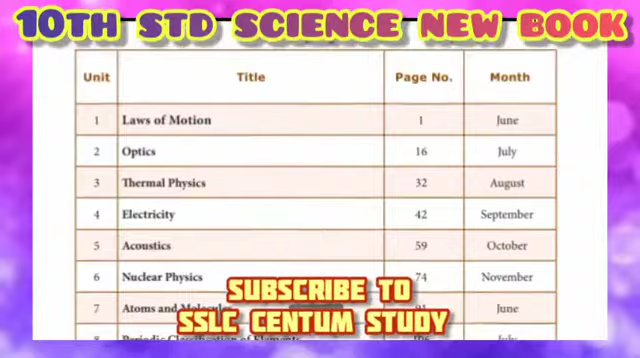 10TH STD SCIENCE NEW BOOK
Unit Title Page No. Month
1 Laws of Motion 1 June
2 Optics 16 July
3 Thermal Physics 32 August
4 Electricity 42 September
5 Acoustics 59 October
6 Nuclear Physics 74 November
SUBSCRIBE TO
7 Atoms and June
SSLC CENTUM STUDY